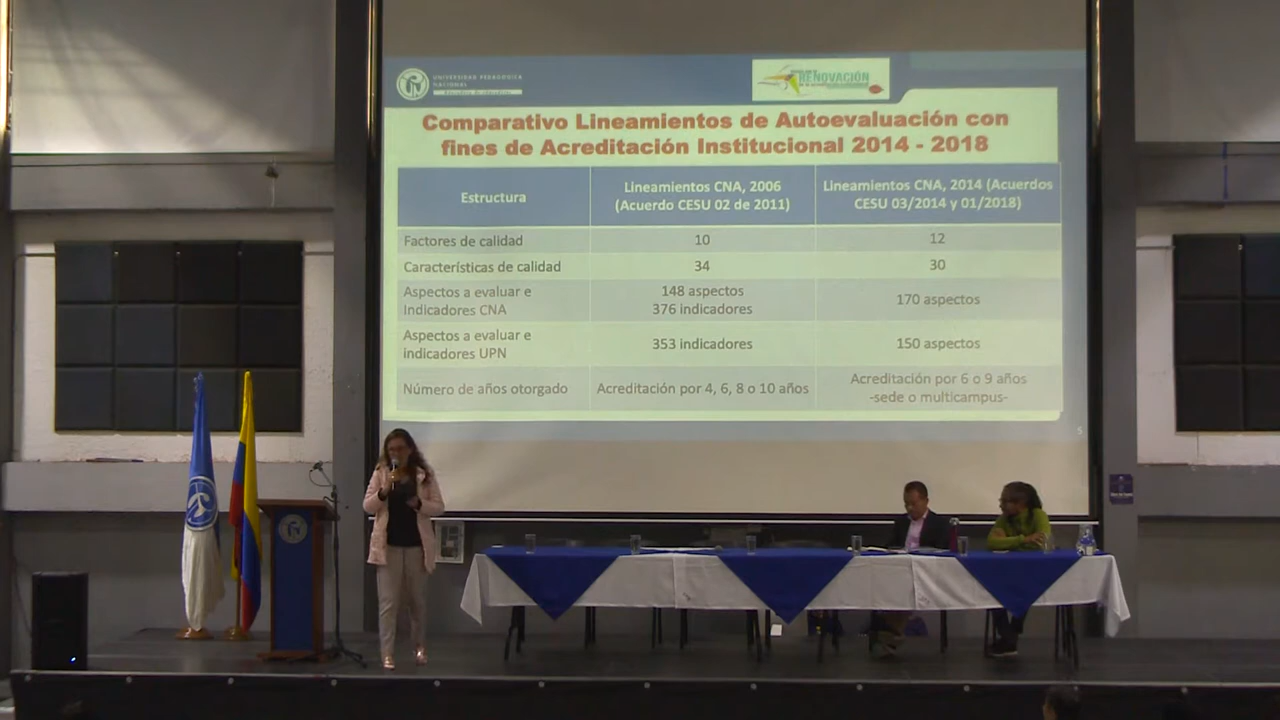 UNIVERSIDAD PEDAGOGICA
NACIONAL
RENOVACIÓN
Comparativo Lineamientos de Autoevaluación con
fines de Acreditación Institucional 2014 - 2018
Estructura
Lineamientos CNA, 2006
(Acuerdo CESU 02 de 2011)
Lineamientos CNA, 2014 (Acuerdos
CESU 03/2014 y 01/2018)
Factores de calidad
10
12
Características de calidad
34
30
Aspectos a evaluar e
Indicadores CNA
148 aspectos
376 indicadores
170 aspectos
Aspectos a evaluar e
indicadores UPN
353 indicadores
150 aspectos
Número de años otorgado
Acreditación por 4, 6, 8 o 10 años
Acreditación por 6 o 9 años
-sede o multicampus-
5